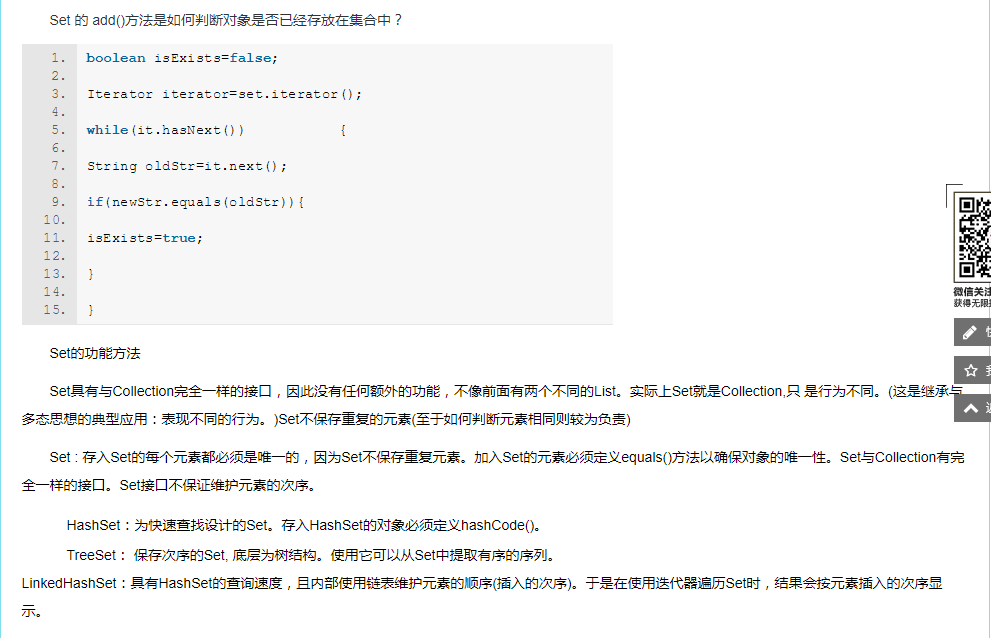 Set 的 add()方法是如何判断对象是否已经存放在集合中？
1. boolean isExists=false;
2.
3. Iterator iterator=set.iterator();
4.
5. while(it.hasNext()) {
6.
7. String oldStr=it.next();
8.
9. if(newStr.equals(oldStr)){
10.
11. isExists=true;
12.
13. }
14.
15. }
Set的功能方法
Set具有与Collection完全一样的接口，因此没有任何额外的功能，不像前面有两个不同的List。实际上Set就是Collection,只 是行为不同。(这是继承与
多态思想的典型应用：表现不同的行为。)Set不保存重复的元素(至于如何判断元素相同则较为负责)
Set : 存入Set的每个元素都必须是唯一的，因为Set不保存重复元素。加入Set的元素必须定义equals()方法以确保对象的唯一性。Set与Collection有完
全一样的接口。Set接口不保证维护元素的次序。
HashSet：为快速查找设计的Set。存入HashSet的对象必须定义hashCode()。
TreeSet： 保存次序的Set, 底层为树结构。使用它可以从Set中提取有序的序列。
LinkedHashSet：具有HashSet的查询速度，且内部使用链表维护元素的顺序(插入的次序)。于是在使用迭代器遍历Set时，结果会按元素插入的次序显
示。
微信关注
获得无限